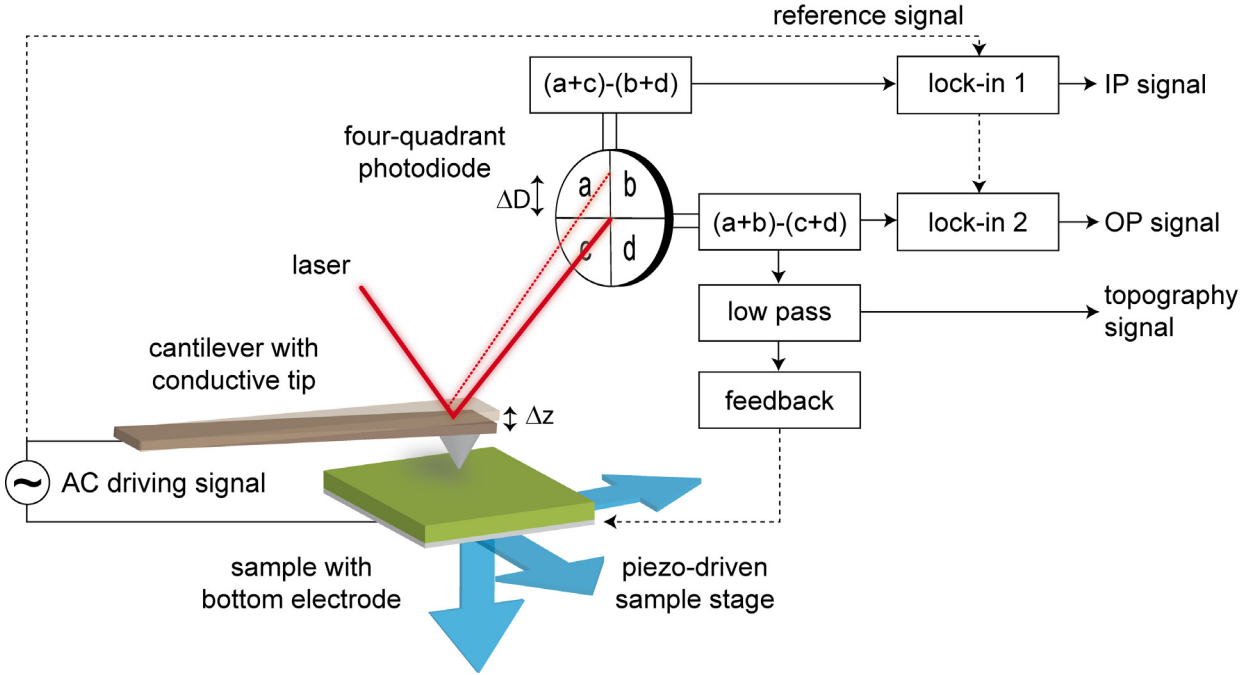 reference signal
(a+c)-(b+d)
lock-in 1
IP signal
four-quadrant
photodiode
a
b
ΔD
c
d
(a+b)-(c+d)
lock-in 2
OP signal
laser
low pass
topography
signal
cantilever with
conductive tip
feedback
Δz
~
AC driving signal
sample with
bottom electrode
piezo-driven
sample stage